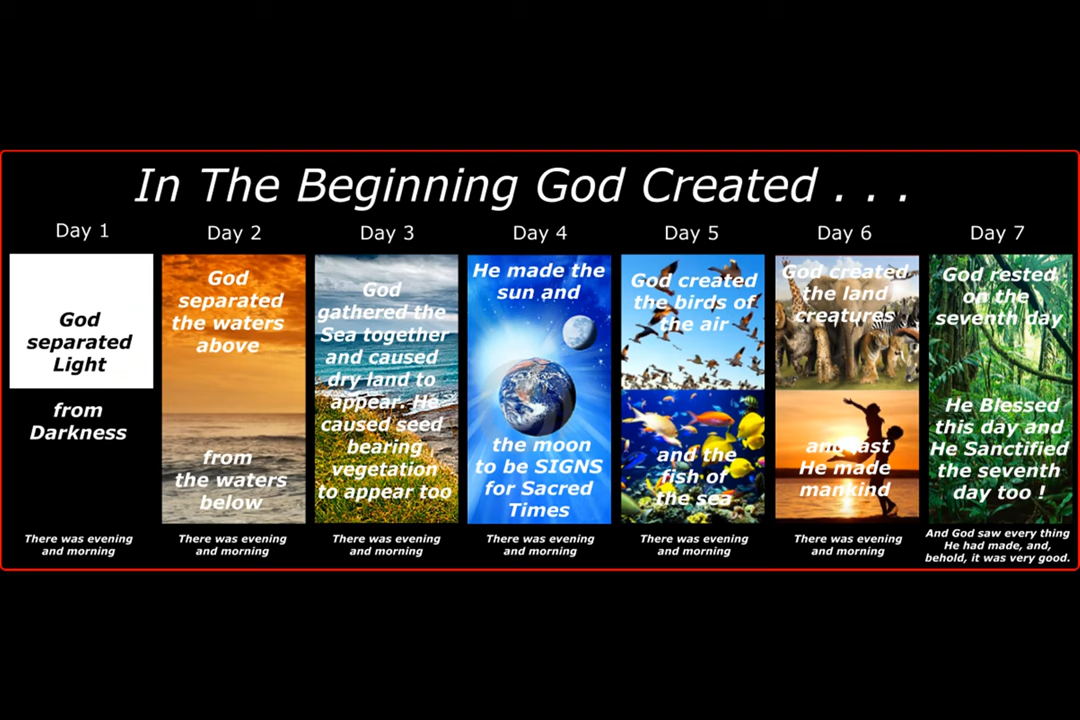 In The Beginning God Created . . .
Day 1
God
separated
Light
from
Darkness
There was evening
and morning
Day 2
God
separated
the waters
above
from
the waters
below
There was evening
and morning
Day 3
God
gathered the
Sea together
and caused
dry land to
appear. He
caused seed
bearing
vegetation
to appear too
There was evening
and morning
Day 4
He made the
sun and
the moon
to be SIGNS
for Sacred
Times
There was evening
and morning
Day 5
God created
the birds of
the air
and the
fish of
the sea
There was evening
and morning
Day 6
God created
the land
creatures
and last
He made
mankind
There was evening
and morning
Day 7
God rested
on the
seventh day
He Blessed
this day and
He Sanctified
the seventh
day too !
And God saw every thing
He had made, and,
behold, it was very good.